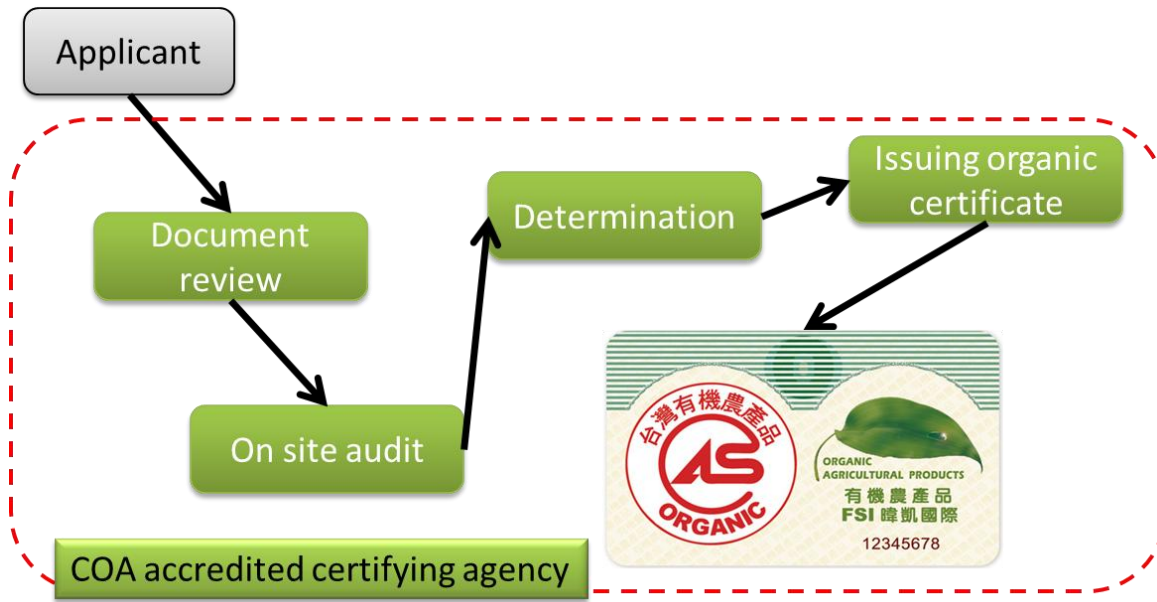 Applicant
Document
review
On site audit
Determination
Issuing organic
certificate
台灣有機農產品
CAS
ORGANIC
ORGANIC
AGRICULTURAL PRODUCTS
有機農產品
FSI 暐凱國際
12345678
COA accredited certifying agency